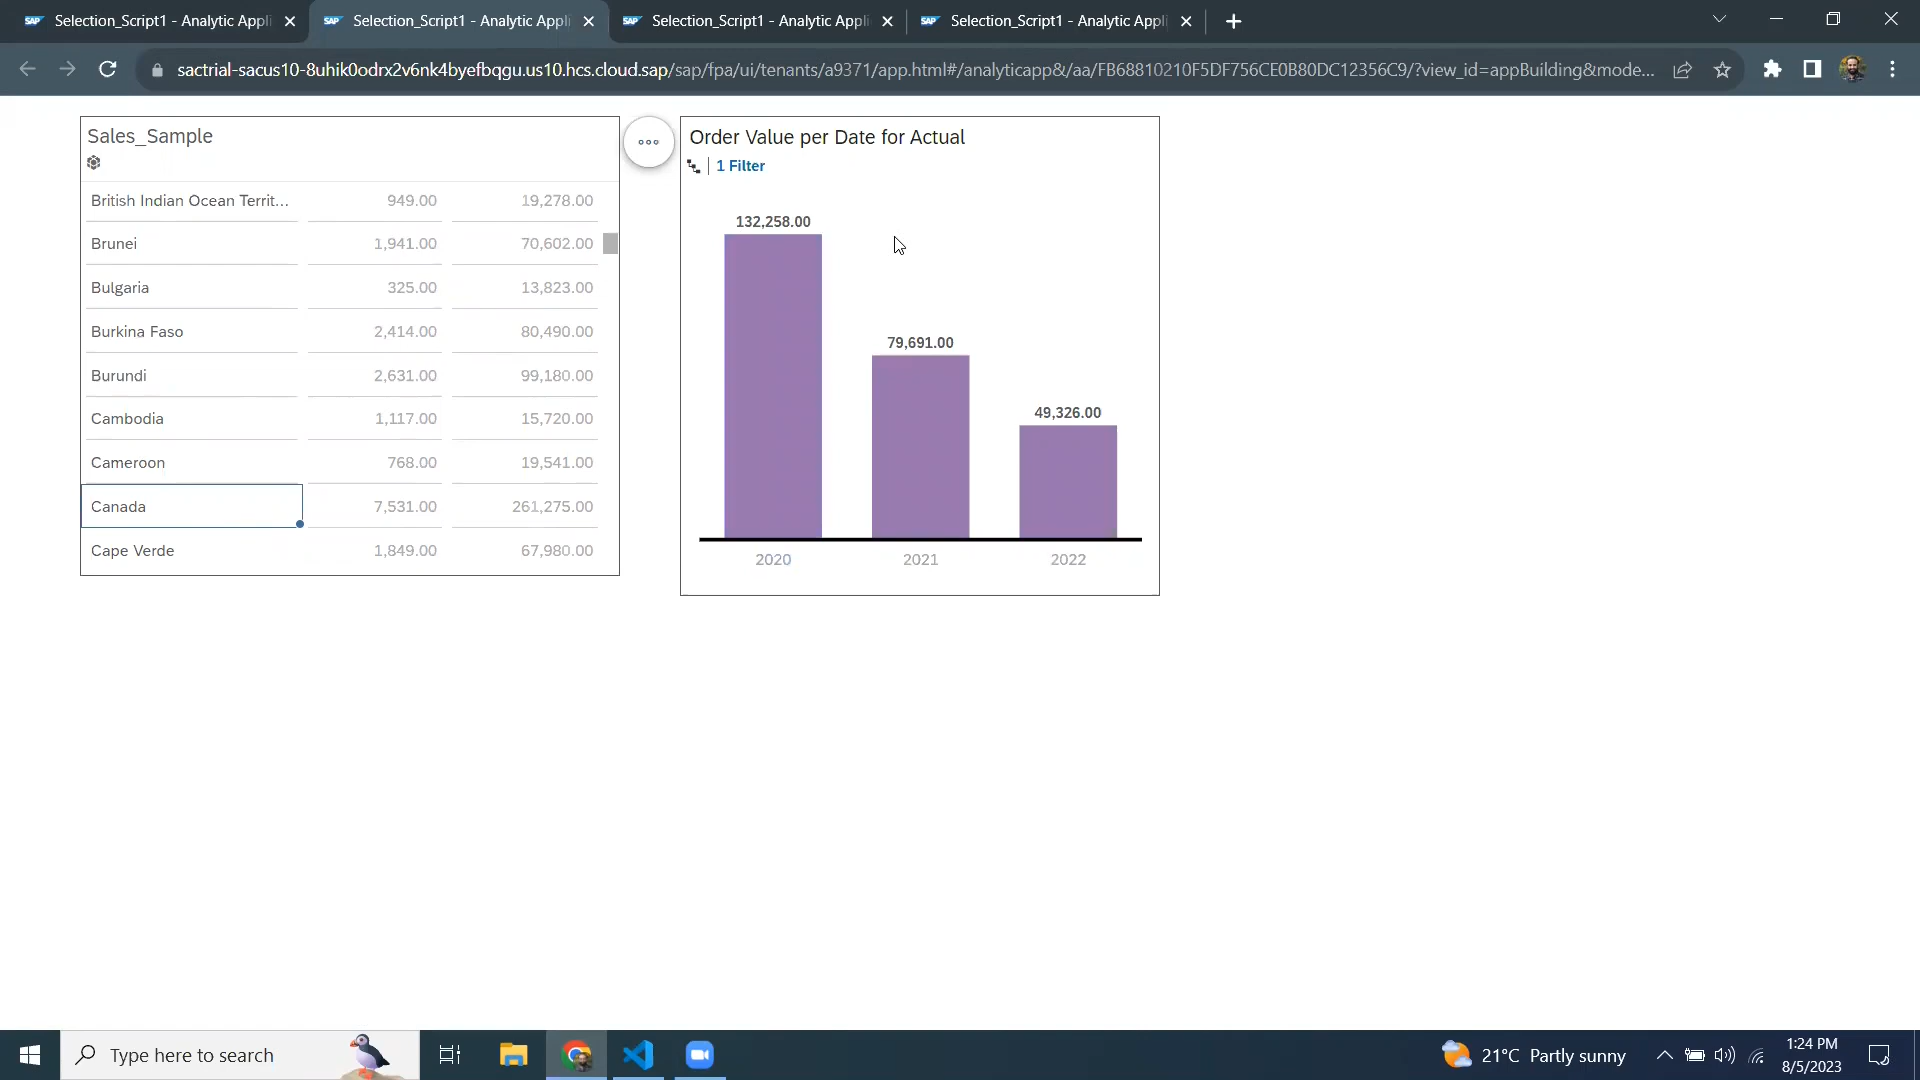 SAP Selection_Script1 - Analytic Appli
SAP Selection_Script1 - Analytic Appli
SAP Selection_Script1 - Analytic Appli
SAP Selection_Script1 - Analytic Appli
sactrial-sacus10-8uhik0odrx2v6nk4byefbqgu.us10.hcs.cloud.sap/sap/fpa/ui/tenants/a9371/app.html#/analyticapp&/aa/FB68810210F5DF756CE0B80DC12356C9/?view_id=appBuilding&mode...
Sales_Sample
British Indian Ocean Territ... 949.00 19,278.00
Brunei 1,941.00 70,602.00
Bulgaria 325.00 13,823.00
Burkina Faso 2,414.00 80,490.00
Burundi 2,631.00 99,180.00
Cambodia 1,117.00 15,720.00
Cameroon 768.00 19,541.00
Canada 7,531.00 261,275.00
Cape Verde 1,849.00 67,980.00
Order Value per Date for Actual
1 Filter
132,258.00
79,691.00
49,326.00
2020 2021 2022
Type here to search
21°C Partly sunny
1:24 PM
8/5/2023